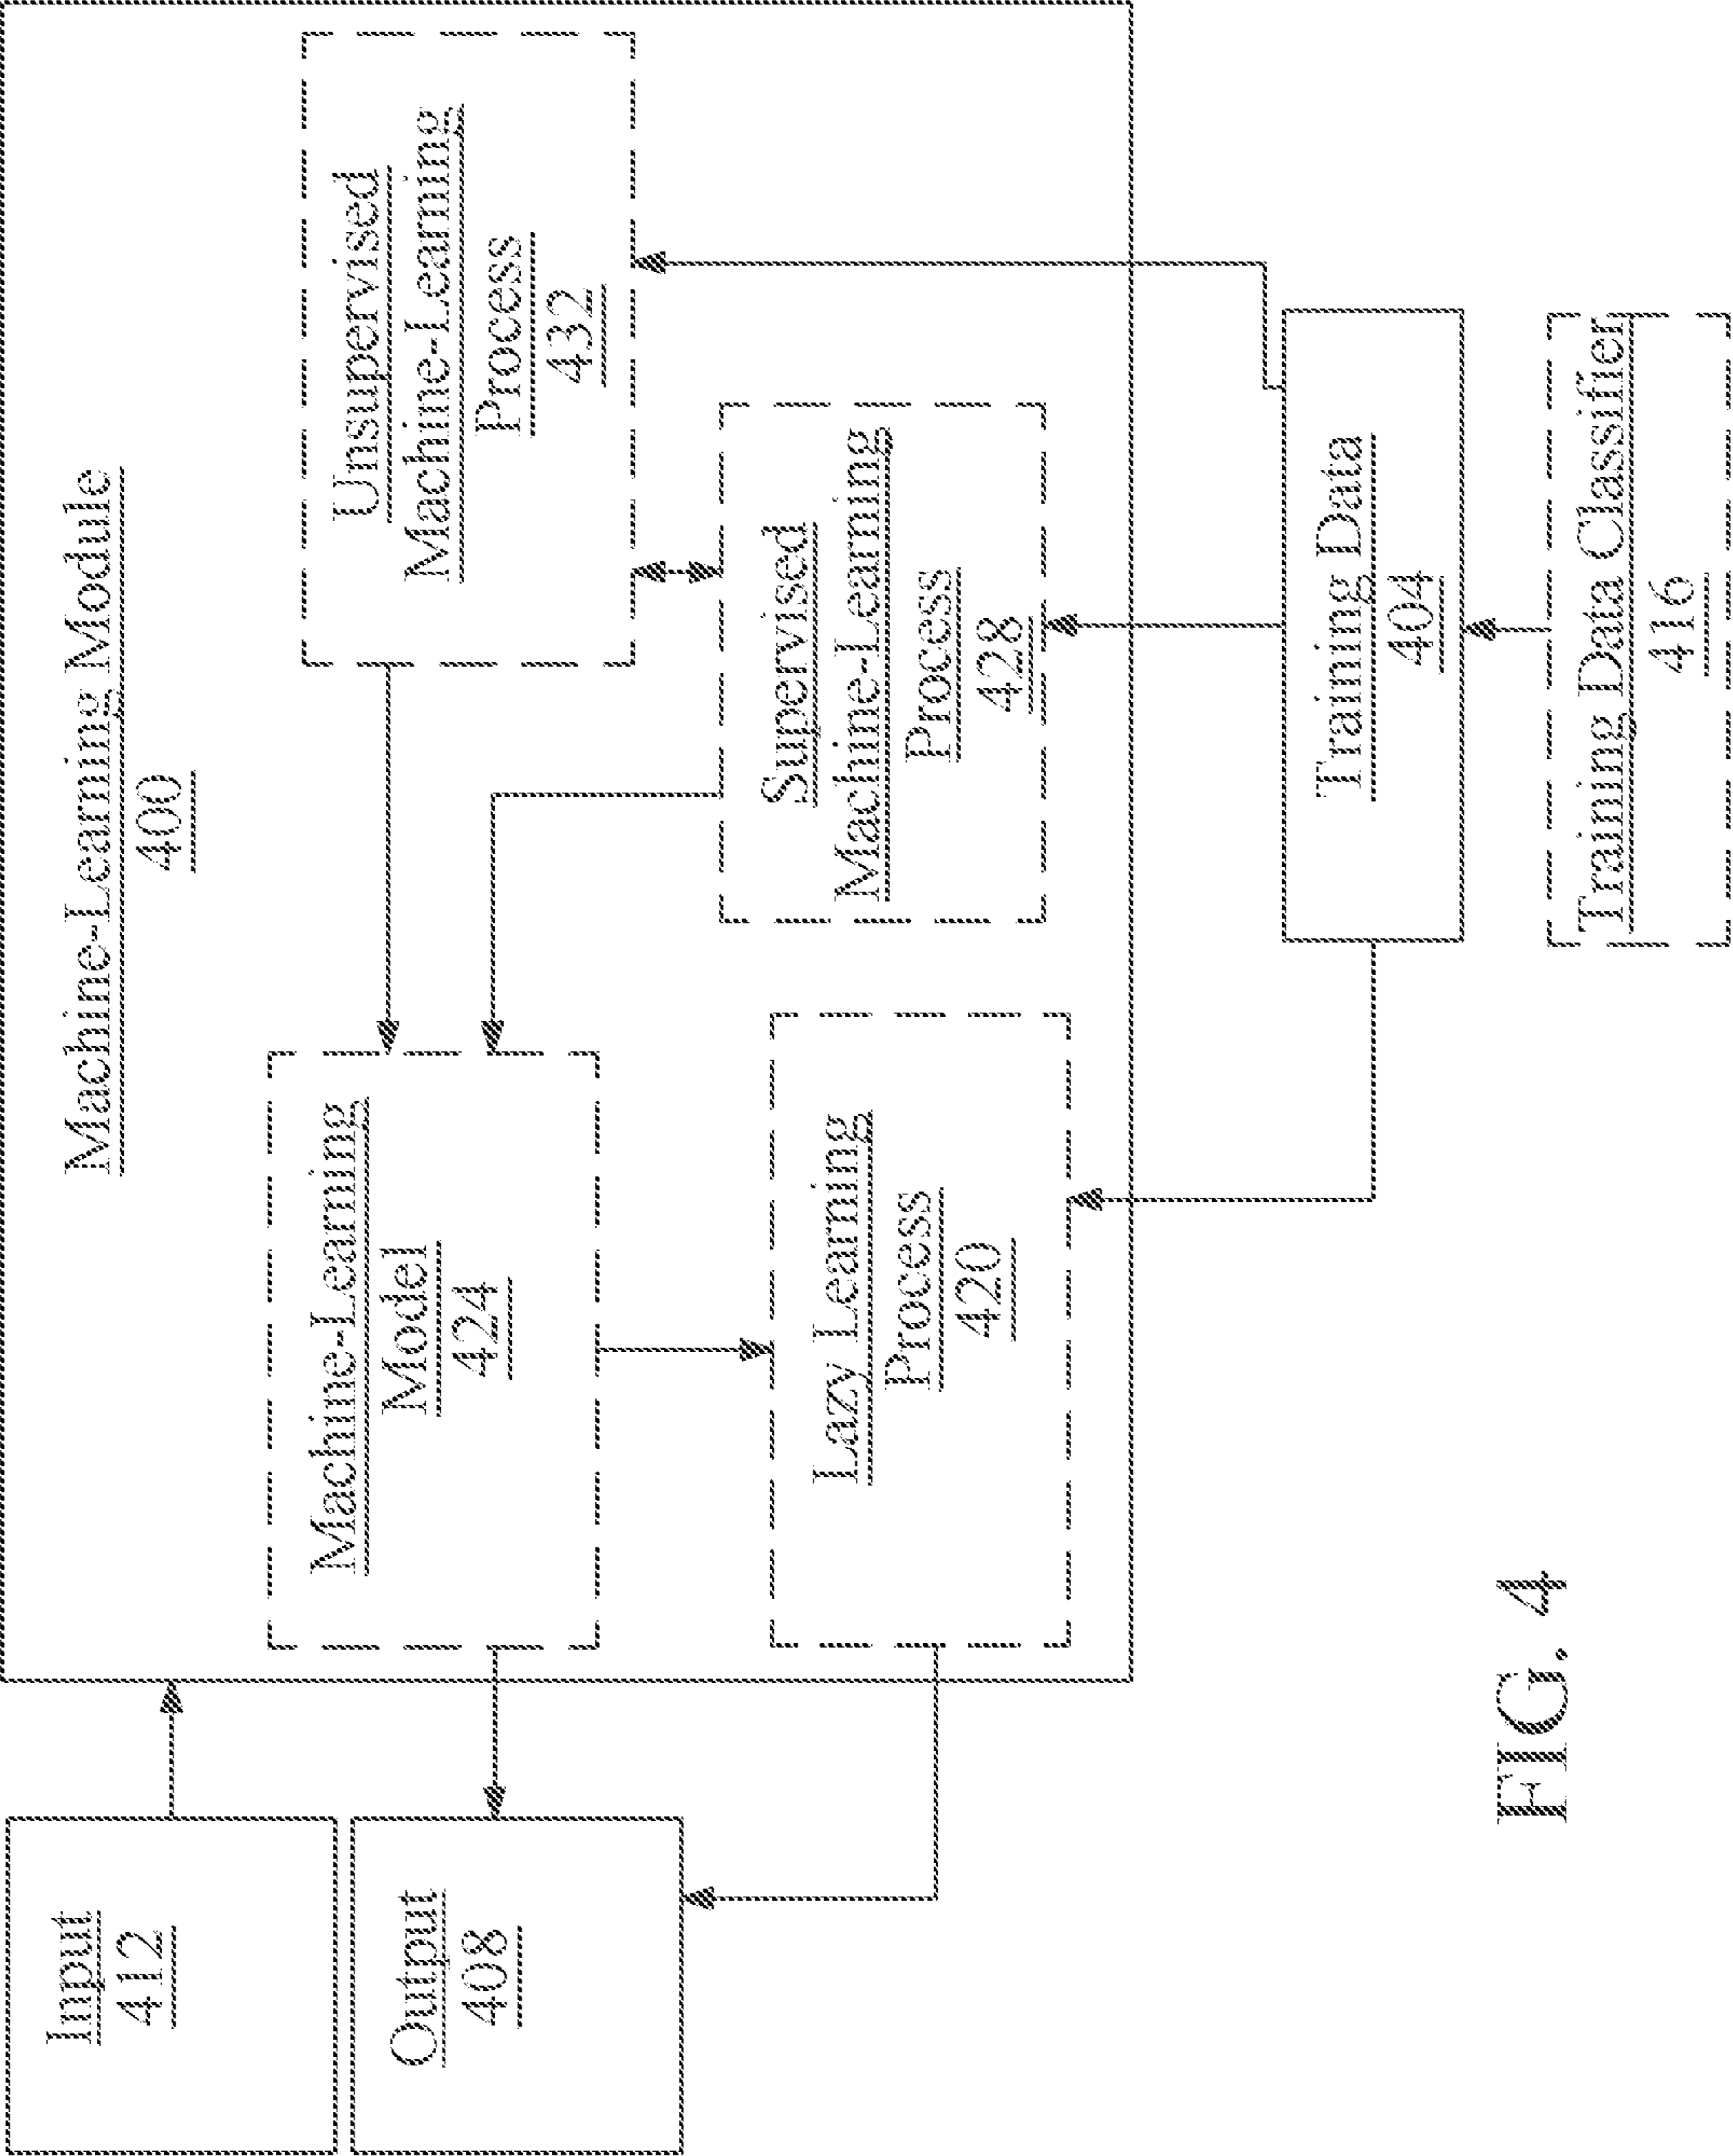 Machine-Learning Module
400
Input
412
Output
408
Machine-Learning
Model
424
Unsupervised
Machine-Learning
Process
432
Lazy Learning
Process
420
Supervised
Machine-Learning
Process
428
Training Data
404
Training Data Classifier
416
FIG. 4